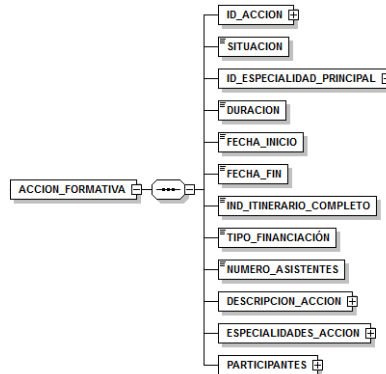 ID_ACCION
SITUACION
ID_ESPECIALIDAD_PRINCIPAL
DURACION
FECHA_INICIO
FECHA_FIN
ACCION_FORMATIVA
IND_ITINERARIO_COMPLETO
TIPO_FINANCIACIÓN
NUMERO_ASISTENTES
DESCRIPCION_ACCION
ESPECIALIDADES_ACCION
PARTICIPANTES